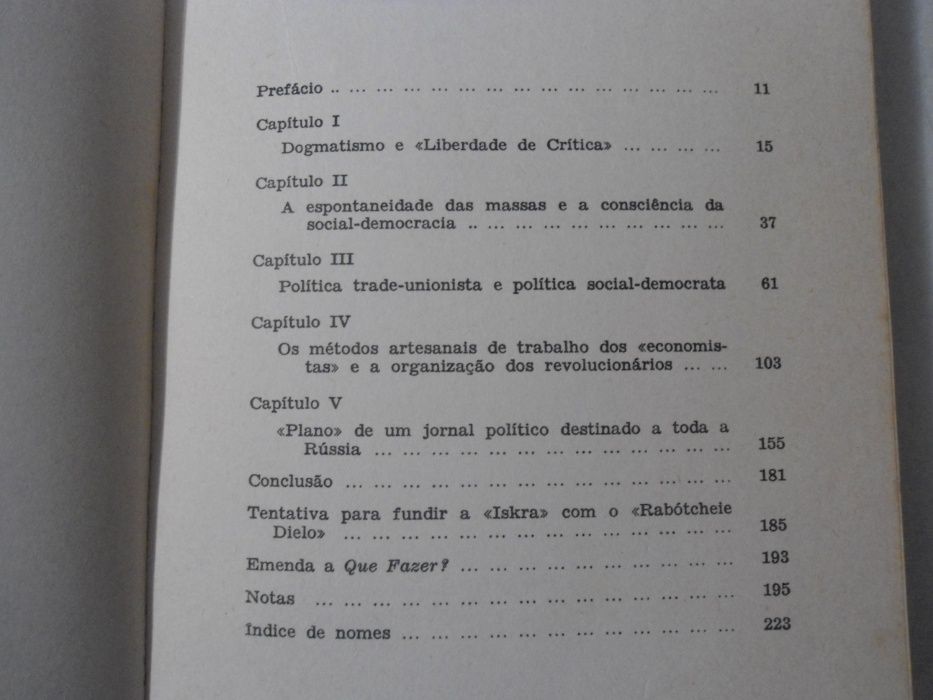 Prefácio .. ... ... ... ... ... ... ... ... ... ... ... ... ... ... 11
Capítulo I
Dogmatismo e «Liberdade de Crítica» ... ... ... ... 15
Capítulo II
A espontaneidade das massas e a consciência da
social-democracia .. ... ... ... ... ... ... ... ... ... 37
Capítulo III
Política trade-unionista e política social-democrata 61
Capítulo IV
Os métodos artesanais de trabalho dos «economis-
tas» e a organização dos revolucionários ... ... 103
Capítulo V
«Plano» de um jornal político destinado a toda a
Rússia ... ... ... ... ... ... ... ... ... ... ... ... ... 155
Conclusão ... ... ... ... ... ... ... ... ... ... ... ... ... ... 181
Tentativa para fundir a «Iskra» com o «Rabótcheie
Dielo» ... ... ... ... ... ... ... ... ... ... ... ... ... ... 185
Emenda a Que Fazer? ... ... ... ... ... ... ... ... ... ... 193
Notas ... ... ... ... ... ... ... ... ... ... ... ... ... ... ... 195
Índice de nomes ... ... ... ... ... ... ... ... ... ... ... ... 223